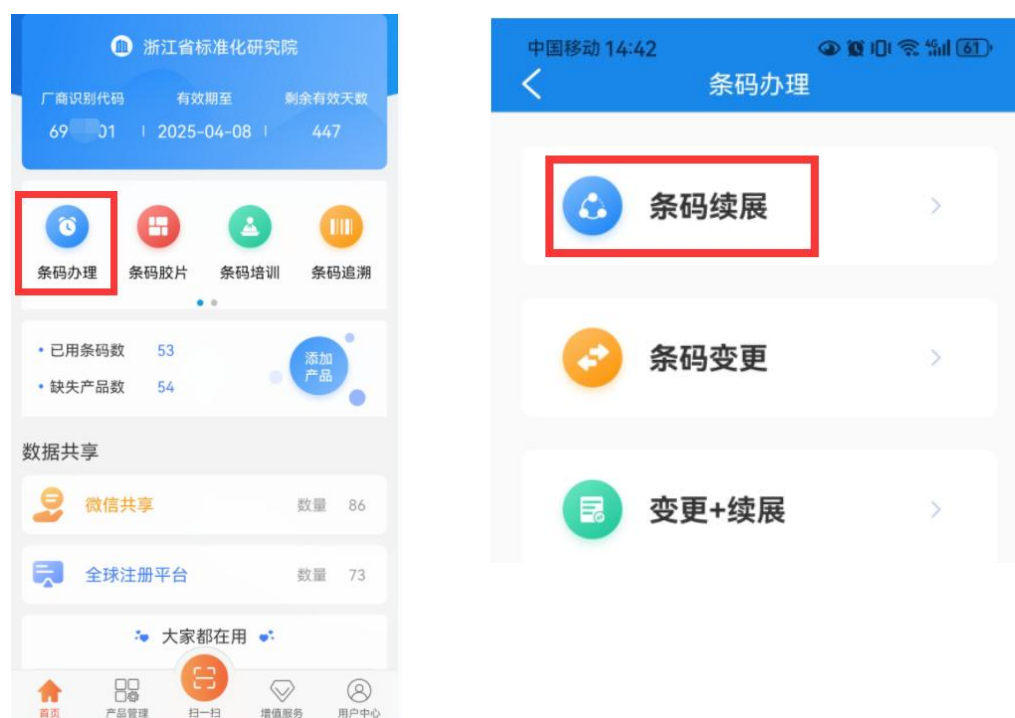 浙江省标准化研究院
厂商识别代码 有效期至 剩余有效天数
69 01 2025-04-08 447
条码办理 条码胶片 条码培训 条码追溯
已用条码数 53
缺失产品数 54
添加
产品
数据共享
微信共享 数量 86
全球注册平台 数量 73
大家都在用
首页 产品管理 扫一扫 增值服务 用户中心
中国移动 14:42 4G 61
条码办理
条码续展
条码变更
变更+续展